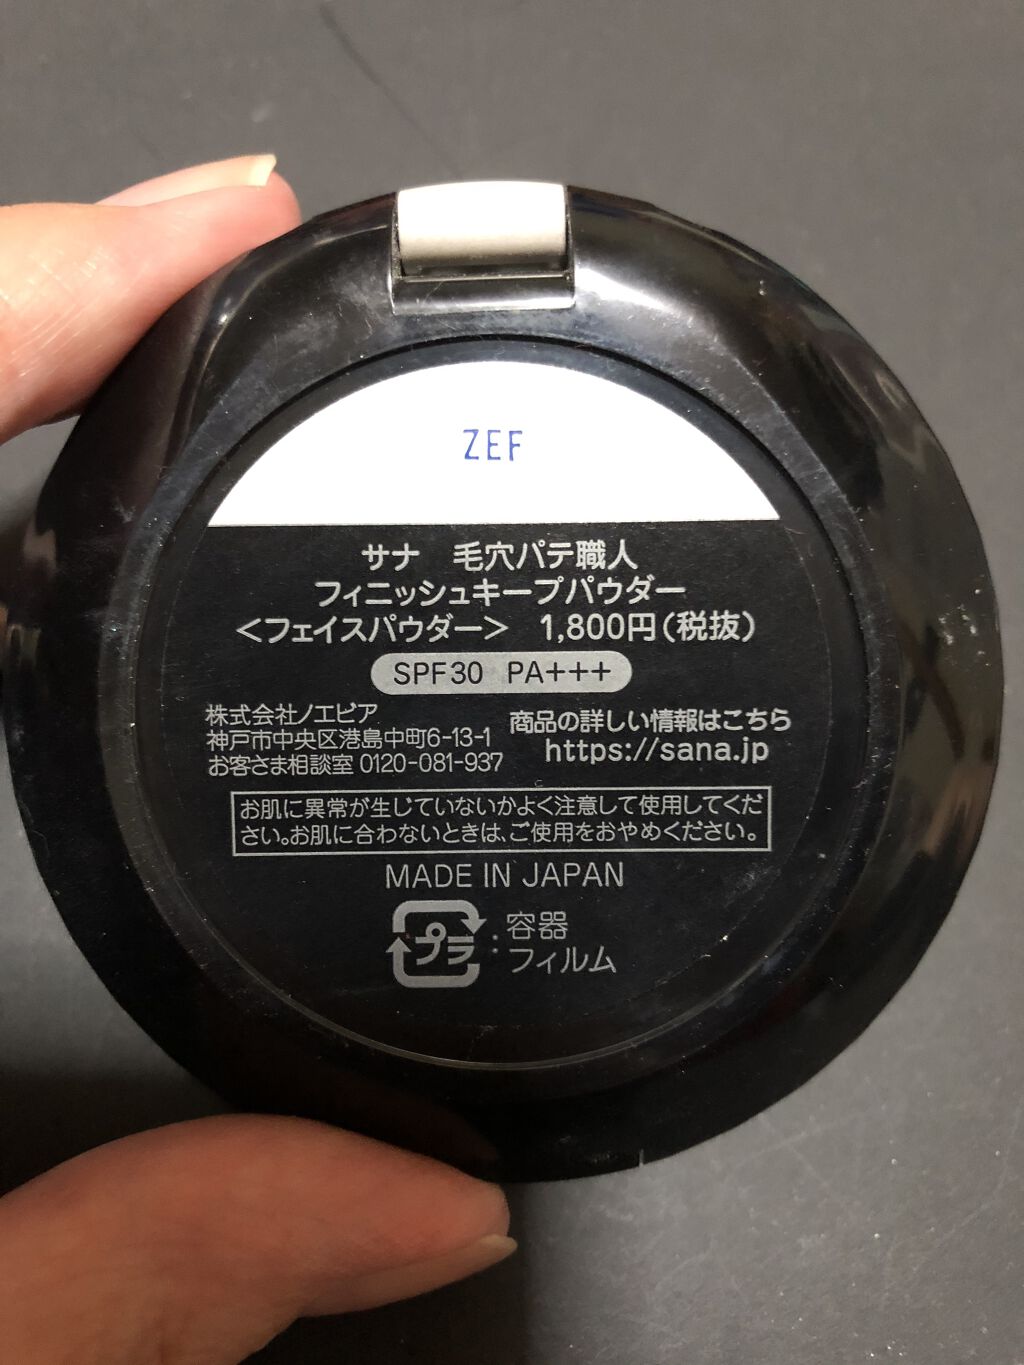 ZEF
サナ 毛穴パテ職人
フィニッシュキープパウダー
<フェイスパウダー> 1,800円(税抜)
SPF30 PA+++
株式会社ノエビア
神戸市中央区港島中町6-13-1
お客さま相談室 0120-081-937
商品の詳しい情報はこちら
https://sana.jp
お肌に異常が生じていないかよく注意して使用してくだ
さい。お肌に合わないときは、ご使用をおやめください。
MADE IN JAPAN
プラ : 容器
フィルム